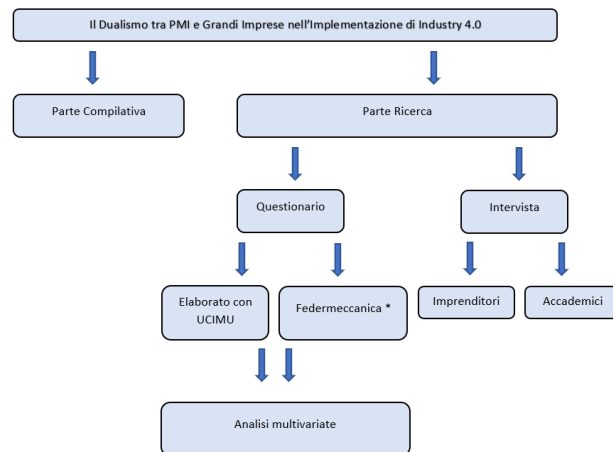 Il Dualismo tra PMI e Grandi Imprese nell'Implementazione di Industry 4.0
Parte Compilativa
Parte Ricerca
Questionario
Intervista
Elaborato con
UCIMU
Federmeccanica *
Imprenditori
Accademici
Analisi multivariate